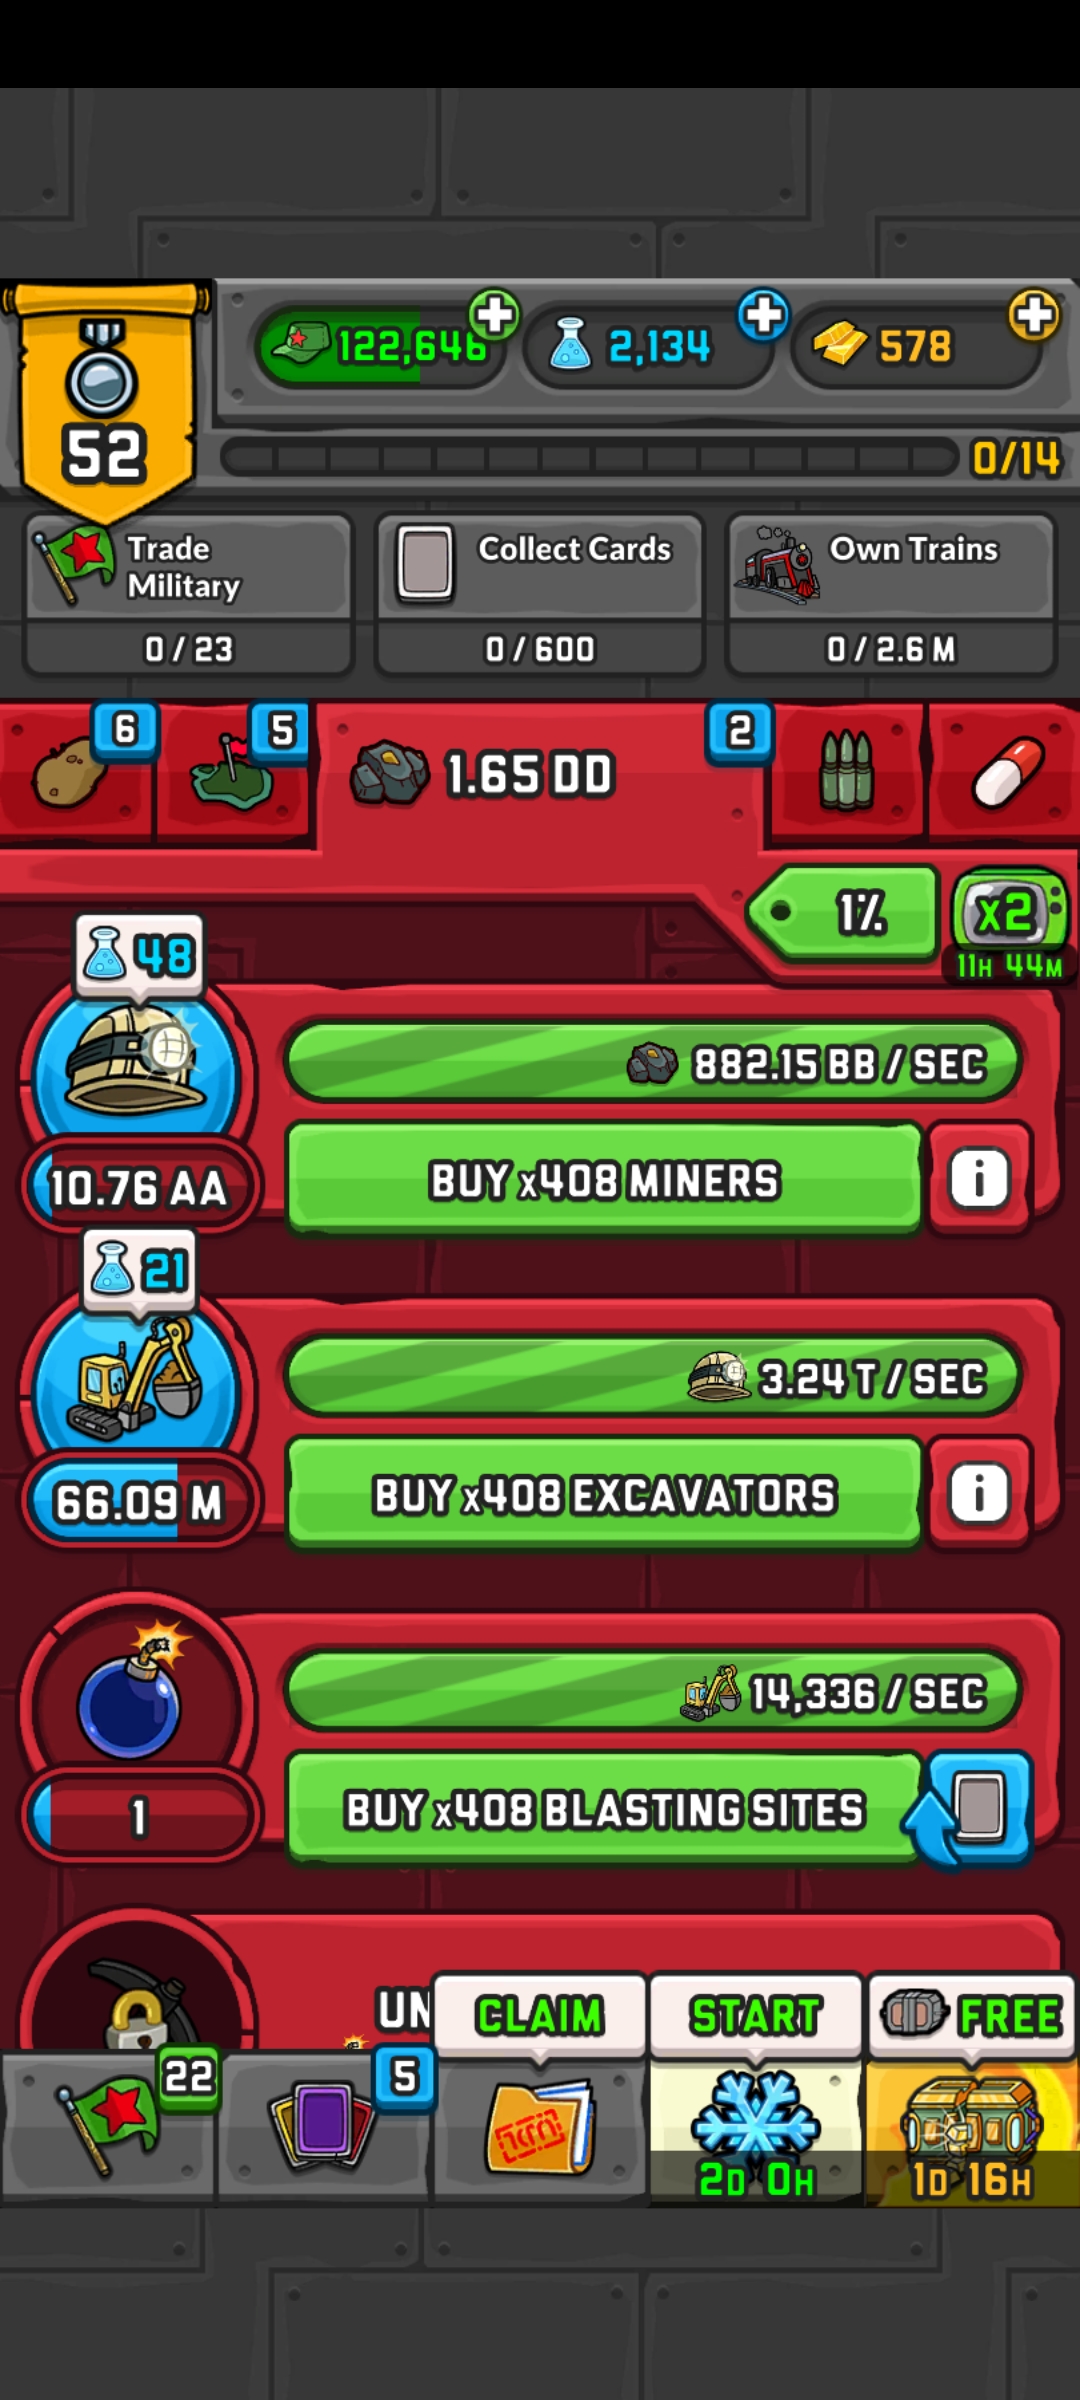 122,646
2,134
578
52
0/14
Trade
Military
Collect Cards
Own Trains
0 / 23
0 / 600
0 / 2.6 M
6
5
1.65 DD
2
1%
x2
11H 44M
48
882.15 BB / SEC
10.76 AA
BUY x408 MINERS
i
21
3.24 T / SEC
66.09 M
BUY x408 EXCAVATORS
i
14,336 / SEC
1
BUY x408 BLASTING SITES
UN
CLAIM
START
FREE
22
5
2D 0H
1D 16H